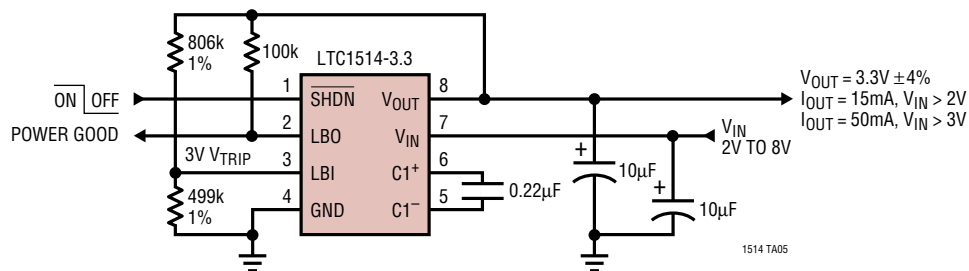 806k
1%
100k
LTC1514-3.3
ON OFF
POWER GOOD
3V VTRIP
499k
1%
1
2
3
4
SHDN
LBO
LBI
GND
VOUT
VIN
C1+
C1–
8
7
6
5
0.22µF
+
10µF
+
10µF
VOUT = 3.3V ±4%
IOUT = 15mA, VIN > 2V
IOUT = 50mA, VIN > 3V
VIN
2V TO 8V
1514 TA05